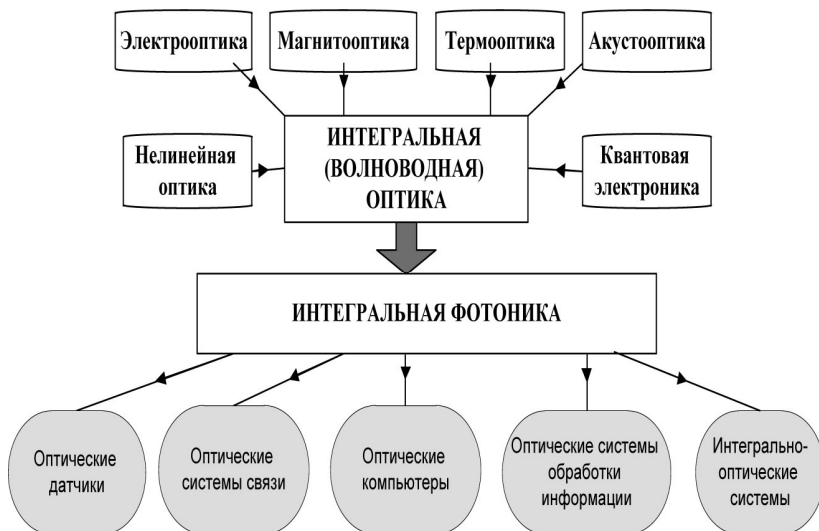 Электрооптика
Магнитооптика
Термооптика
Акустооптика
Нелинейная
оптика
ИНТЕГРАЛЬНАЯ
(ВОЛНОВОДНАЯ)
ОПТИКА
Квантовая
электроника
ИНТЕГРАЛЬНАЯ ФОТОНИКА
Оптические
датчики
Оптические
системы связи
Оптические
компьютеры
Оптические системы
обработки
информации
Интегрально-
оптические
системы